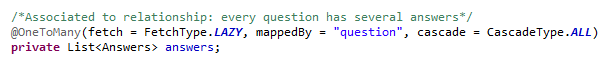 /*Associated to relationship: every question has several answers*/
@OneToMany(fetch = FetchType.LAZY, mappedBy = "question", cascade = CascadeType.ALL)
private List<Answers> answers;